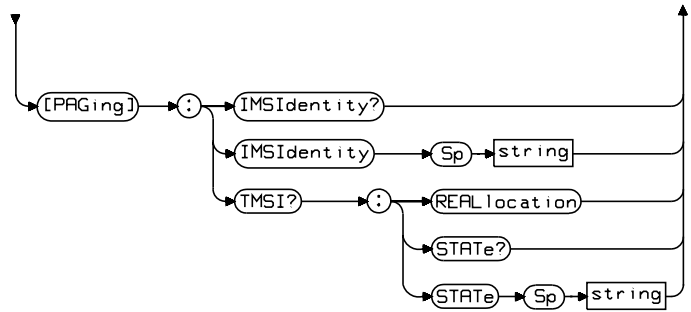 [PAGing] : IMSIdentity?
IMSIdentity Sp string
TMSI? : REALlocation
STATe?
STATe Sp string